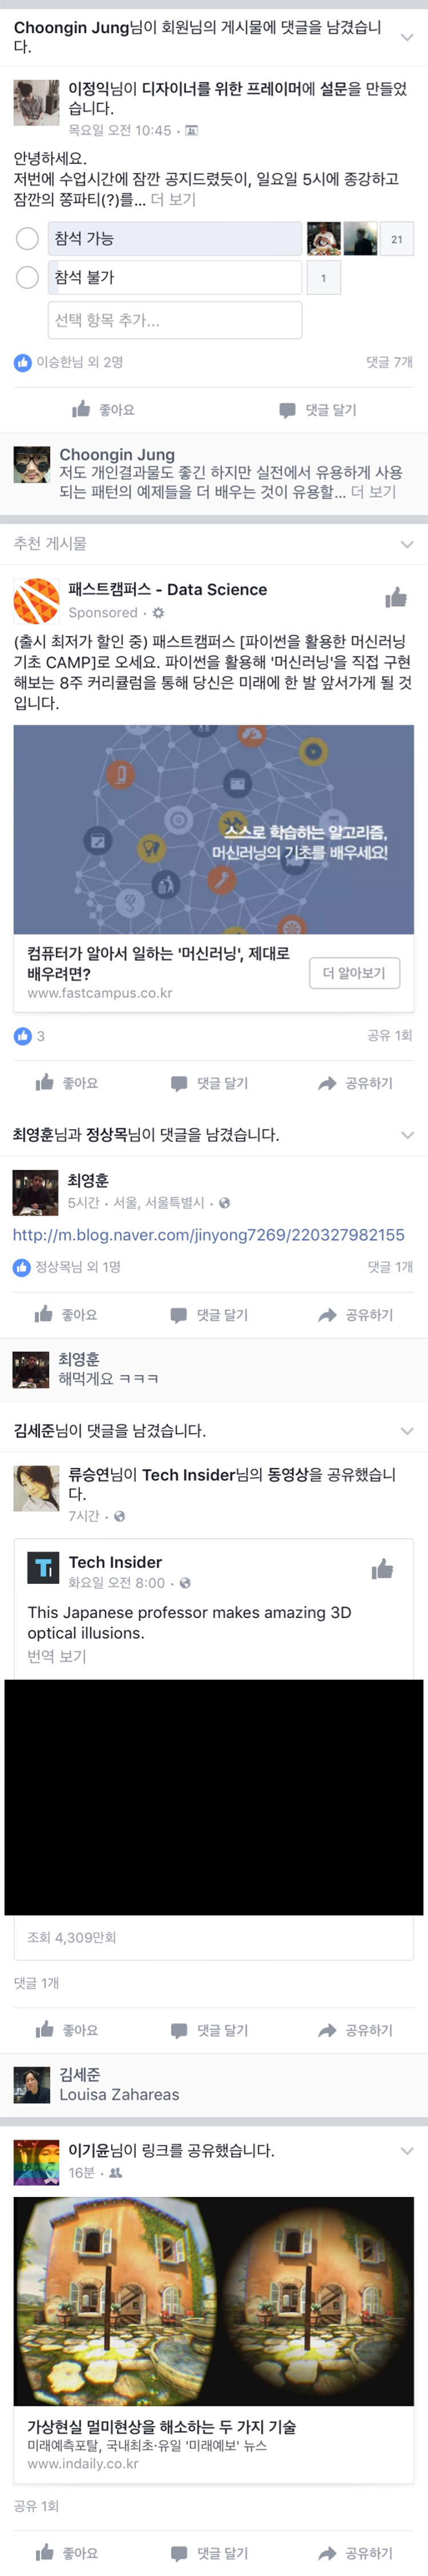 Choongin Jung님이 회원님의 게시물에 댓글을 남겼습니
다.
이정익님이 디자이너를 위한 프레이머에 설문을 만들었
습니다.
목요일 오전 10:45 ·
안녕하세요.
저번에 수업시간에 잠깐 공지드렸듯이, 일요일 5시에 종강하고
잠깐의 쫑파티(?)를... 더 보기
참석 가능
21
참석 불가
1
선택 항목 추가...
이승한님 외 2명
댓글 7개
좋아요
댓글 달기
Choongin Jung
저도 개인결과물도 좋긴 하지만 실전에서 유용하게 사용
되는 패턴의 예제들을 더 배우는 것이 유용할... 더 보기
추천 게시물
패스트캠퍼스 - Data Science
Sponsored ·
(출시 최저가 할인 중) 패스트캠퍼스 [파이썬을 활용한 머신러닝
기초 CAMP]로 오세요. 파이썬을 활용해 '머신러닝'을 직접 구현
해보는 8주 커리큘럼을 통해 당신은 미래에 한 발 앞서가게 될 것
입니다.
스스로 학습하는 알고리즘,
머신러닝의 기초를 배우세요!
컴퓨터가 알아서 일하는 '머신러닝', 제대로
배우려면?
www.fastcampus.co.kr
더 알아보기
3
공유 1회
좋아요
댓글 달기
공유하기
최영훈님과 정상목님이 댓글을 남겼습니다.
최영훈
5시간 · 서울, 서울특별시 ·
http://m.blog.naver.com/jinyong7269/220327982155
정상목님 외 1명
댓글 1개
좋아요
댓글 달기
공유하기
최영훈
해먹게요 ㅋㅋㅋ
김세준님이 댓글을 남겼습니다.
류승연님이 Tech Insider님의 동영상을 공유했습니
다.
7시간 ·
TI
Tech Insider
화요일 오전 8:00 ·
This Japanese professor makes amazing 3D
optical illusions.
번역 보기
조회 4,309만회
댓글 1개
좋아요
댓글 달기
공유하기
김세준
Louisa Zahareas
이기윤님이 링크를 공유했습니다.
16분 ·
가상현실 멀미현상을 해소하는 두 가지 기술
미래예측포탈, 국내최초·유일 '미래예보' 뉴스
www.indaily.co.kr
공유 1회
좋아요
댓글 달기
공유하기